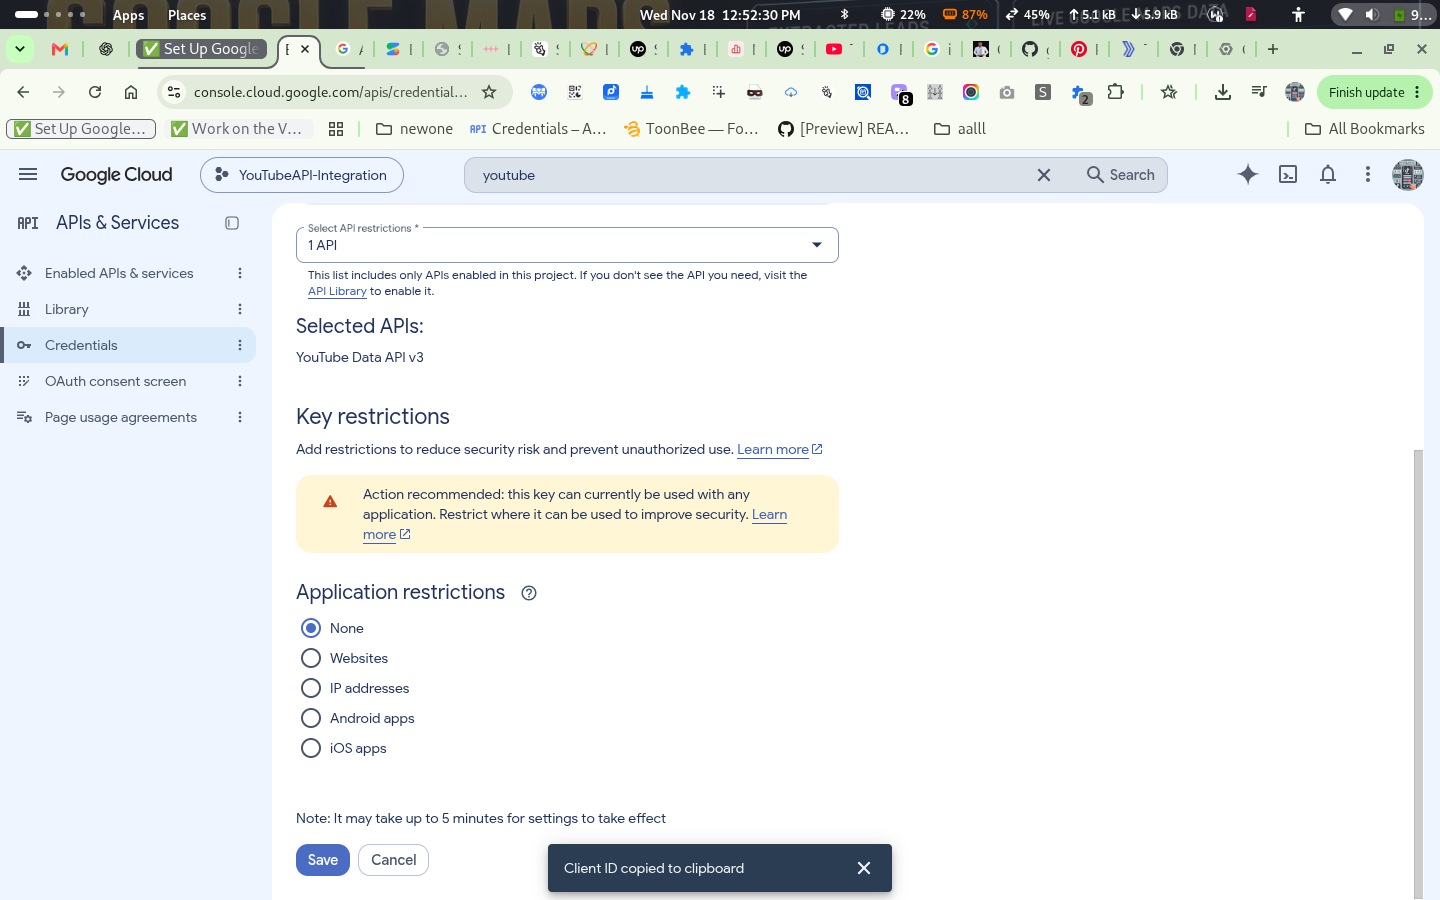 Apps
Places
Wed Nov 18  12:52:30 PM
22%
87%
45%
5.1 kB
5.9 kB
9...
✅ Set Up Google
console.cloud.google.com/apis/credential...
8
2
Finish update
✅ Set Up Google...
✅ Work on the V...
newone
API Credentials – A...
ToonBee — Fo...
[Preview] REA...
aalll
All Bookmarks
Google Cloud
YouTubeAPI-Integration
youtube
Search
API APIs & Services
Enabled APIs & services
Library
Credentials
OAuth consent screen
Page usage agreements
Select API restrictions *
1 API
This list includes only APIs enabled in this project. If you don't see the API you need, visit the
API Library to enable it.
Selected APIs:
YouTube Data API v3
Key restrictions
Add restrictions to reduce security risk and prevent unauthorized use. Learn more
Action recommended: this key can currently be used with any
application. Restrict where it can be used to improve security. Learn
more
Application restrictions
None
Websites
IP addresses
Android apps
iOS apps
Note: It may take up to 5 minutes for settings to take effect
Save
Cancel
Client ID copied to clipboard